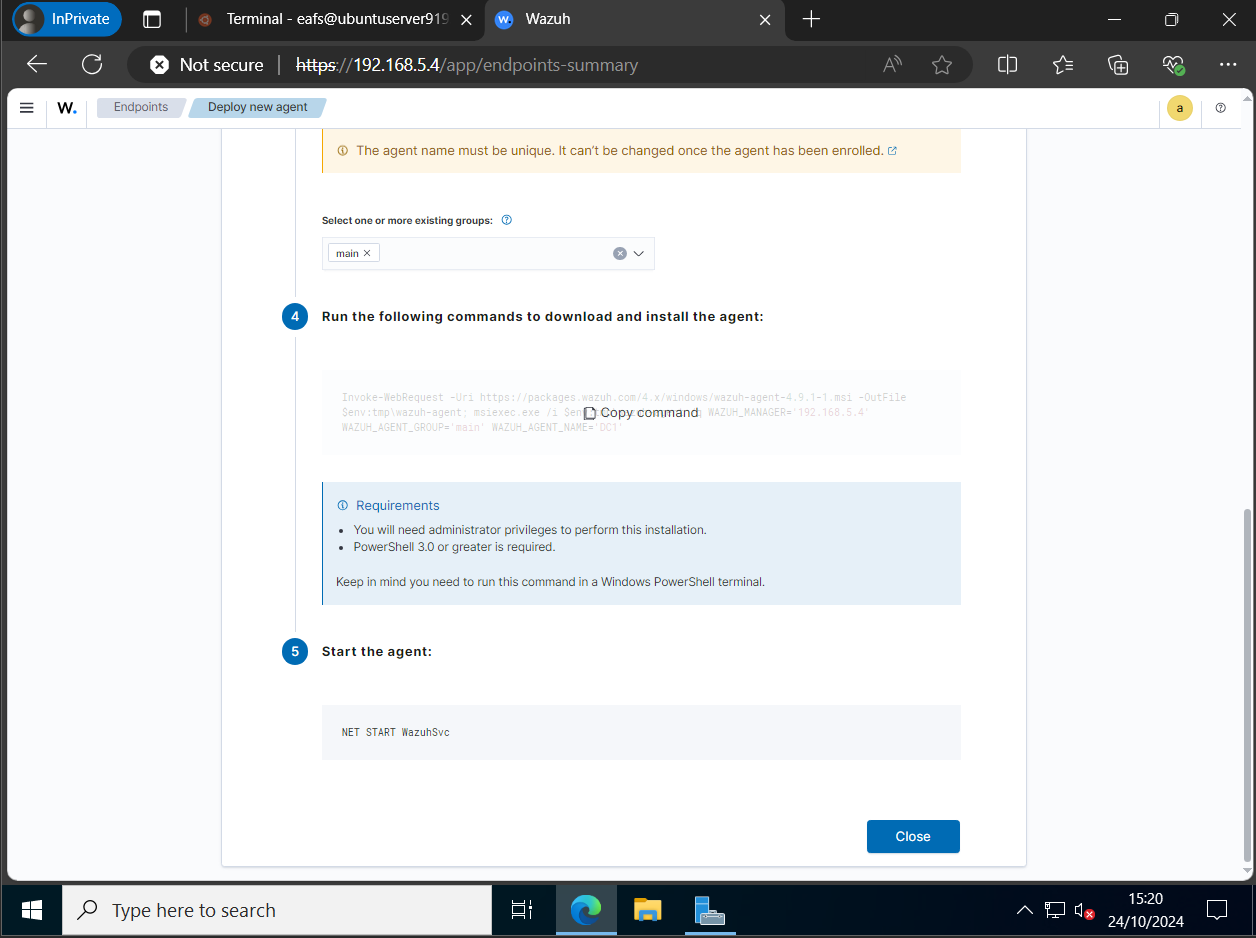 InPrivate
Terminal - eafs@ubuntuserver919
Wazuh
Not secure
https://192.168.5.4/app/endpoints-summary
W.
Endpoints
Deploy new agent
a
The agent name must be unique. It can't be changed once the agent has been enrolled.
Select one or more existing groups:
main
4
Run the following commands to download and install the agent:
Invoke-WebRequest -Uri https://packages.wazuh.com/4.x/windows/wazuh-agent-4.9.1-1.msi -OutFile
$env:tmp\wazuh-agent; msiexec.exe /i WAZUH_MANAGER='192.168.5.4'
Copy command
WAZUH_AGENT_GROUP='main' WAZUH_AGENT_NAME='DC1'
Requirements
• You will need administrator privileges to perform this installation.
• PowerShell 3.0 or greater is required.
Keep in mind you need to run this command in a Windows PowerShell terminal.
5
Start the agent:
NET START WazuhSvc
Close
Type here to search
15:20
24/10/2024